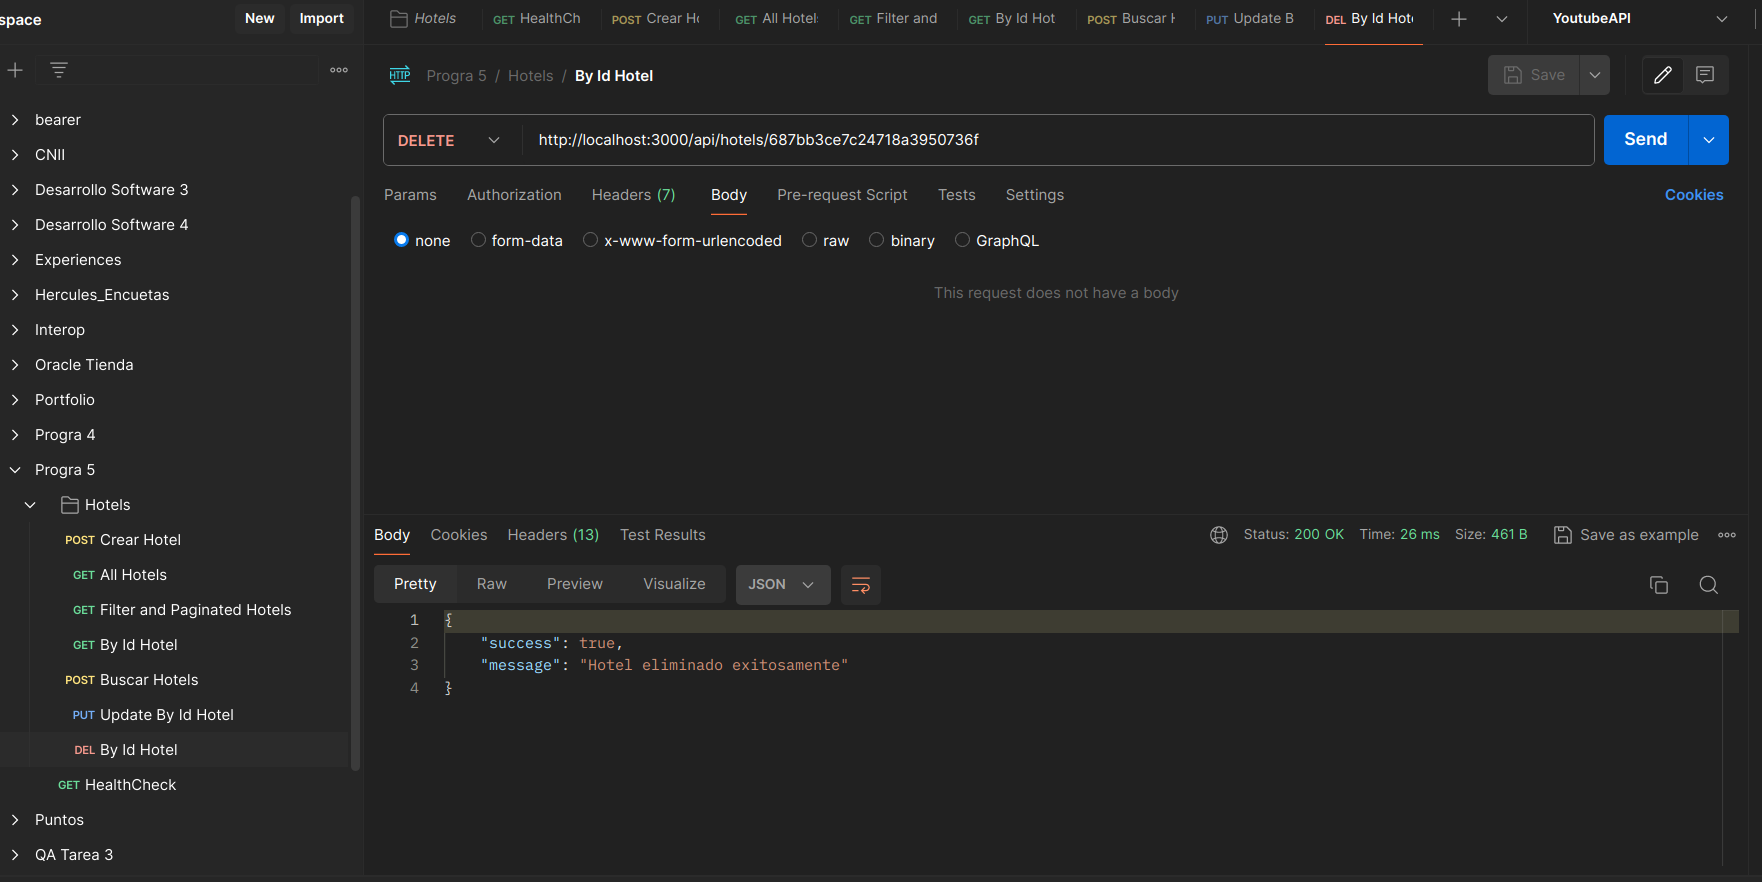 space New Import
Hotels GET HealthCh POST Crear Ho GET All Hotels GET Filter and GET By Id Hot POST Buscar H PUT Update B DEL By Id Hote YoutubeAPI
HTTP Progra 5 / Hotels / By Id Hotel Save
DELETE http://localhost:3000/api/hotels/687bb3ce7c24718a3950736f Send
Params Authorization Headers (7) Body Pre-request Script Tests Settings Cookies
none form-data x-www-form-urlencoded raw binary GraphQL
This request does not have a body
bearer
CNII
Desarrollo Software 3
Desarrollo Software 4
Experiences
Hercules_Encuetas
Interop
Oracle Tienda
Portfolio
Progra 4
Progra 5
Hotels
POST Crear Hotel
GET All Hotels
GET Filter and Paginated Hotels
GET By Id Hotel
POST Buscar Hotels
PUT Update By Id Hotel
DEL By Id Hotel
GET HealthCheck
Puntos
QA Tarea 3
Body Cookies Headers (13) Test Results Status: 200 OK Time: 26 ms Size: 461 B Save as example
Pretty Raw Preview Visualize JSON
1 {
2 "success": true,
3 "message": "Hotel eliminado exitosamente"
4 }